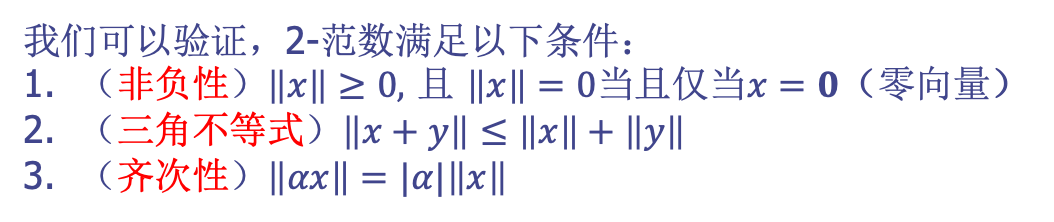 我们可以验证，2-范数满足以下条件：
1. （非负性）‖x‖ ≥ 0, 且 ‖x‖ = 0当且仅当x = 0（零向量）
2. （三角不等式）‖x + y‖ ≤ ‖x‖ + ‖y‖
3. （齐次性）‖αx‖ = |α|‖x‖